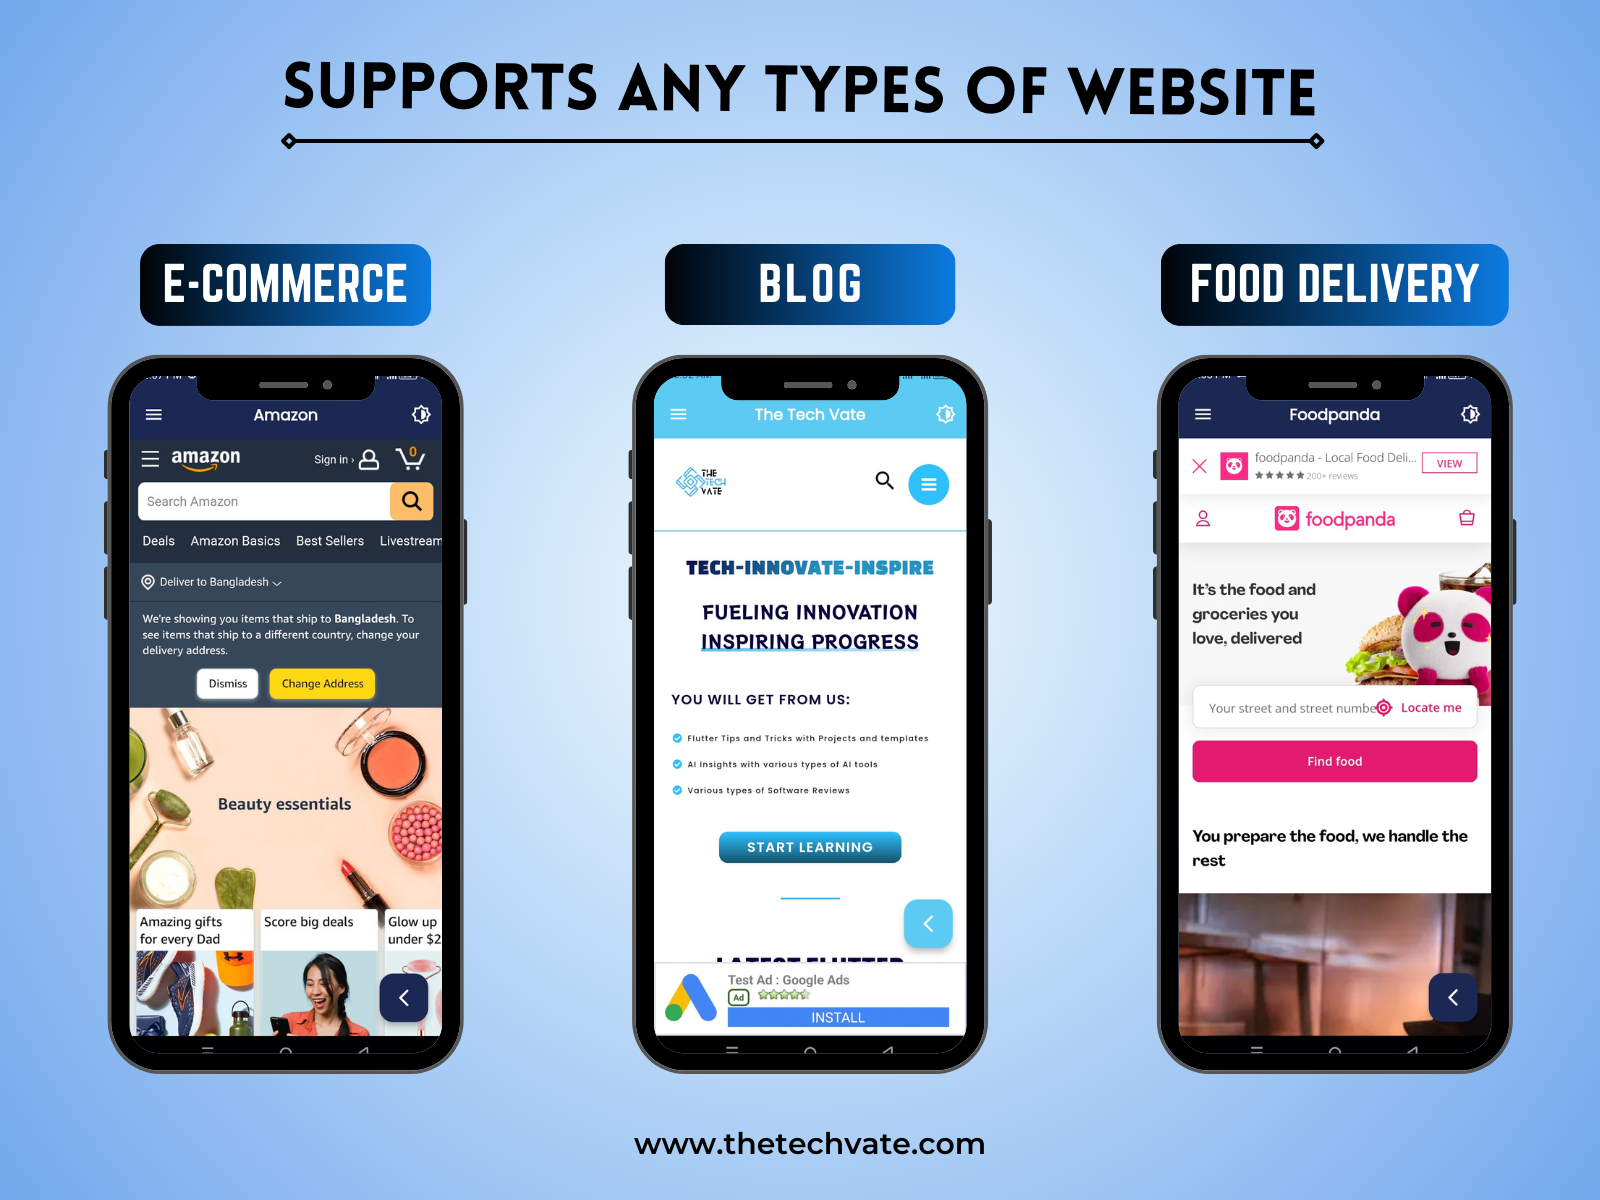 SUPPORTS ANY TYPES OF WEBSITE
E-COMMERCE
Amazon
amazon
Sign in ›
0
Search Amazon
Deals Amazon Basics Best Sellers Livestream
Deliver to Bangladesh
We're showing you items that ship to Bangladesh. To
see items that ship to a different country, change your
delivery address.
Dismiss
Change Address
Beauty essentials
Amazing gifts
for every Dad
Score big deals
Glow up
under $2
BLOG
The Tech Vate
THE
TECH
VATE
TECH-INNOVATE-INSPIRE
FUELING INNOVATION
INSPIRING PROGRESS
YOU WILL GET FROM US:
Flutter Tips and Tricks with Projects and templates
AI Insights with various types of AI tools
Various types of Software Reviews
START LEARNING
LATEST FLUTTER
Test Ad : Google Ads
Ad
INSTALL
FOOD DELIVERY
Foodpanda
foodpanda - Local Food Deli...
200+ reviews
VIEW
foodpanda
It's the food and
groceries you
love, delivered
Your street and street numbe
Locate me
Find food
You prepare the food, we handle the
rest
www.thetechvate.com